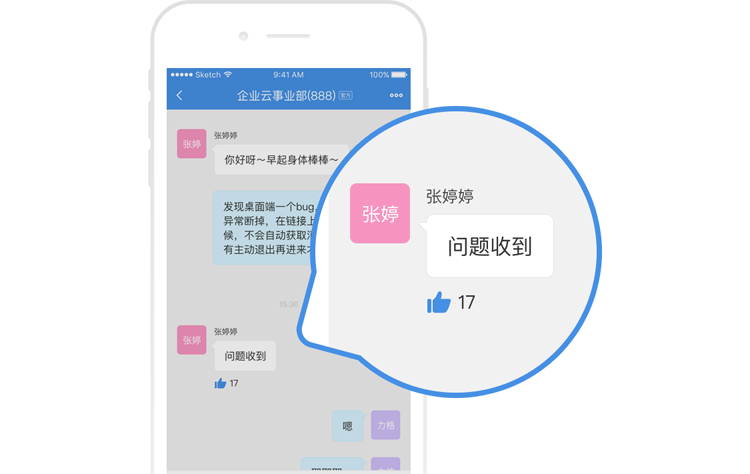 Sketch 9:41 AM 100%
企业云事业部(888) 官方
张婷婷
张婷
你好呀～早起身体棒棒～
发现桌面端一个bug
异常断掉，在链接上
候，不会自动获取
有主动退出再进来才
15:36
张婷婷
张婷
问题收到
17
嗯
力格
张婷婷
张婷
问题收到
17